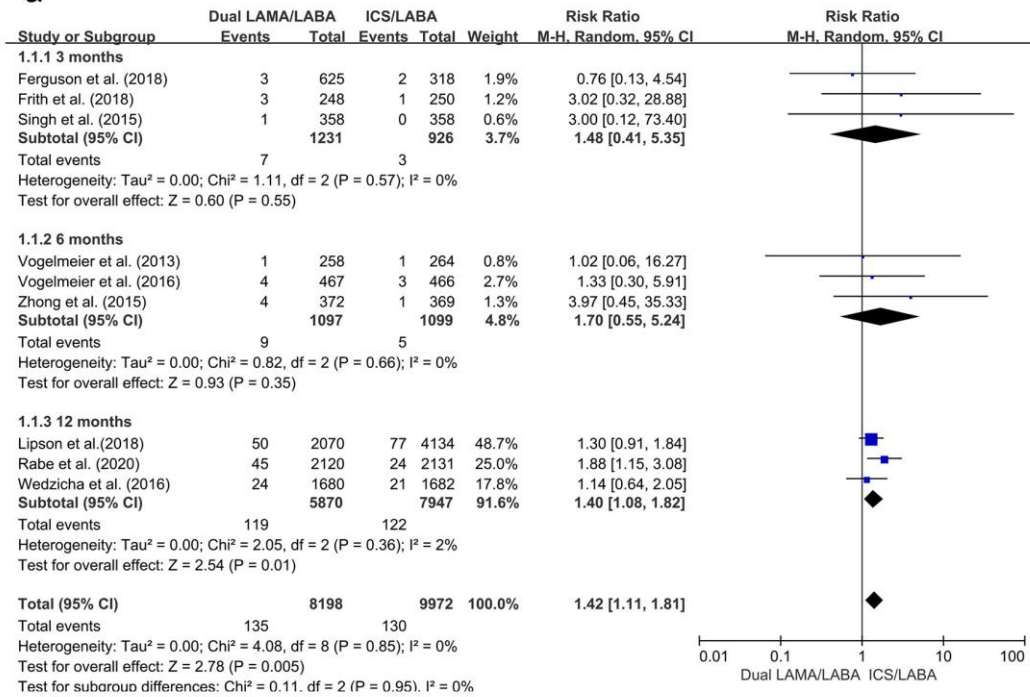 Dual LAMA/LABA ICS/LABA Risk Ratio Risk Ratio
Study or Subgroup Events Total Events Total Weight M-H, Random, 95% CI M-H, Random, 95% CI
1.1.1 3 months
Ferguson et al. (2018) 3 625 2 318 1.9% 0.76 [0.13, 4.54]
Frith et al. (2018) 3 248 1 250 1.2% 3.02 [0.32, 28.88]
Singh et al. (2015) 1 358 0 358 0.6% 3.00 [0.12, 73.40]
Subtotal (95% CI) 1231 926 3.7% 1.48 [0.41, 5.35]
Total events 7 3
Heterogeneity: Tau² = 0.00; Chi² = 1.11, df = 2 (P = 0.57); I² = 0%
Test for overall effect: Z = 0.60 (P = 0.55)
1.1.2 6 months
Vogelmeier et al. (2013) 1 258 1 264 0.8% 1.02 [0.06, 16.27]
Vogelmeier et al. (2016) 4 467 3 466 2.7% 1.33 [0.30, 5.91]
Zhong et al. (2015) 4 372 1 369 1.3% 3.97 [0.45, 35.33]
Subtotal (95% CI) 1097 1099 4.8% 1.70 [0.55, 5.24]
Total events 9 5
Heterogeneity: Tau² = 0.00; Chi² = 0.82, df = 2 (P = 0.66); I² = 0%
Test for overall effect: Z = 0.93 (P = 0.35)
1.1.3 12 months
Lipson et al.(2018) 50 2070 77 4134 48.7% 1.30 [0.91, 1.84]
Rabe et al. (2020) 45 2120 24 2131 25.0% 1.88 [1.15, 3.08]
Wedzicha et al. (2016) 24 1680 21 1682 17.8% 1.14 [0.64, 2.05]
Subtotal (95% CI) 5870 7947 91.6% 1.40 [1.08, 1.82]
Total events 119 122
Heterogeneity: Tau² = 0.00; Chi² = 2.05, df = 2 (P = 0.36); I² = 2%
Test for overall effect: Z = 2.54 (P = 0.01)
Total (95% CI) 8198 9972 100.0% 1.42 [1.11, 1.81]
Total events 135 130
Heterogeneity: Tau² = 0.00; Chi² = 4.08, df = 8 (P = 0.85); I² = 0%
Test for overall effect: Z = 2.78 (P = 0.005)
Test for subgroup differences: Chi² = 0.11, df = 2 (P = 0.95), I² = 0%
0.01 0.1 1 10 100
Dual LAMA/LABA ICS/LABA